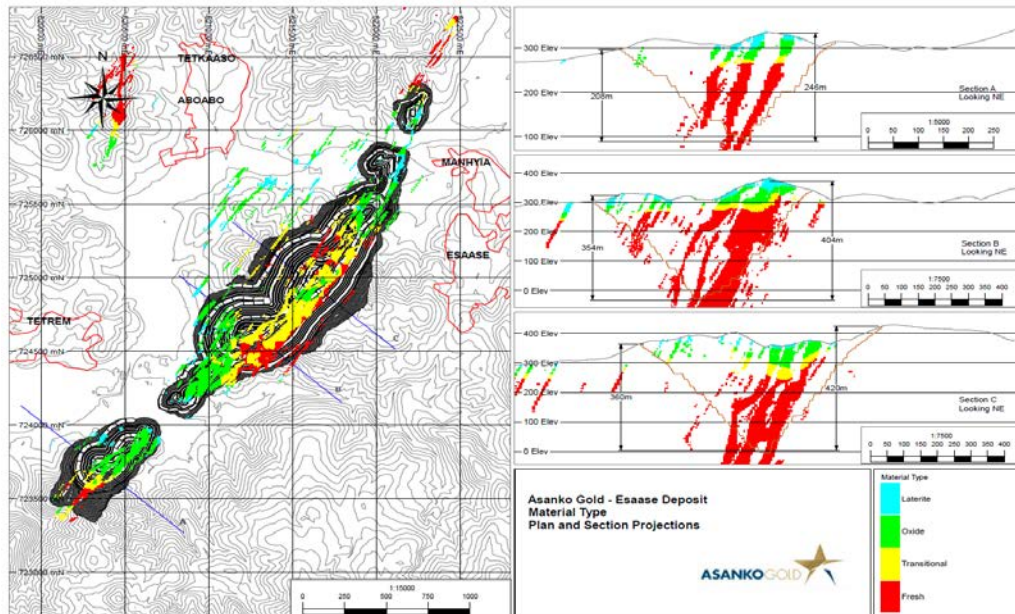 N
TETKAASO
ABOABO
MANHYIA
ESAASE
TETREM
726500 mN
726000 mN
725500 mN
725000 mN
724500 mN
724000 mN
723500 mN
723000 mN
C
B
A
1:15000
0 250 500 750 1000
300 Elev
200 Elev
100 Elev
208m
246m
Section A
Looking NE
1:5000
0 50 100 150 200 250
400 Elev
300 Elev
200 Elev
100 Elev
0 Elev
354m
404m
Section B
Looking NE
1:7500
0 50 100 150 200 250 300 350 400
400 Elev
300 Elev
200 Elev
100 Elev
0 Elev
360m
420m
Section C
Looking NE
1:7500
0 50 100 150 200 250 300 350 400
Asanko Gold - Esaase Deposit
Material Type
Plan and Section Projections
ASANKOGOLD
Material Type
Laterite
Oxide
Transitional
Fresh